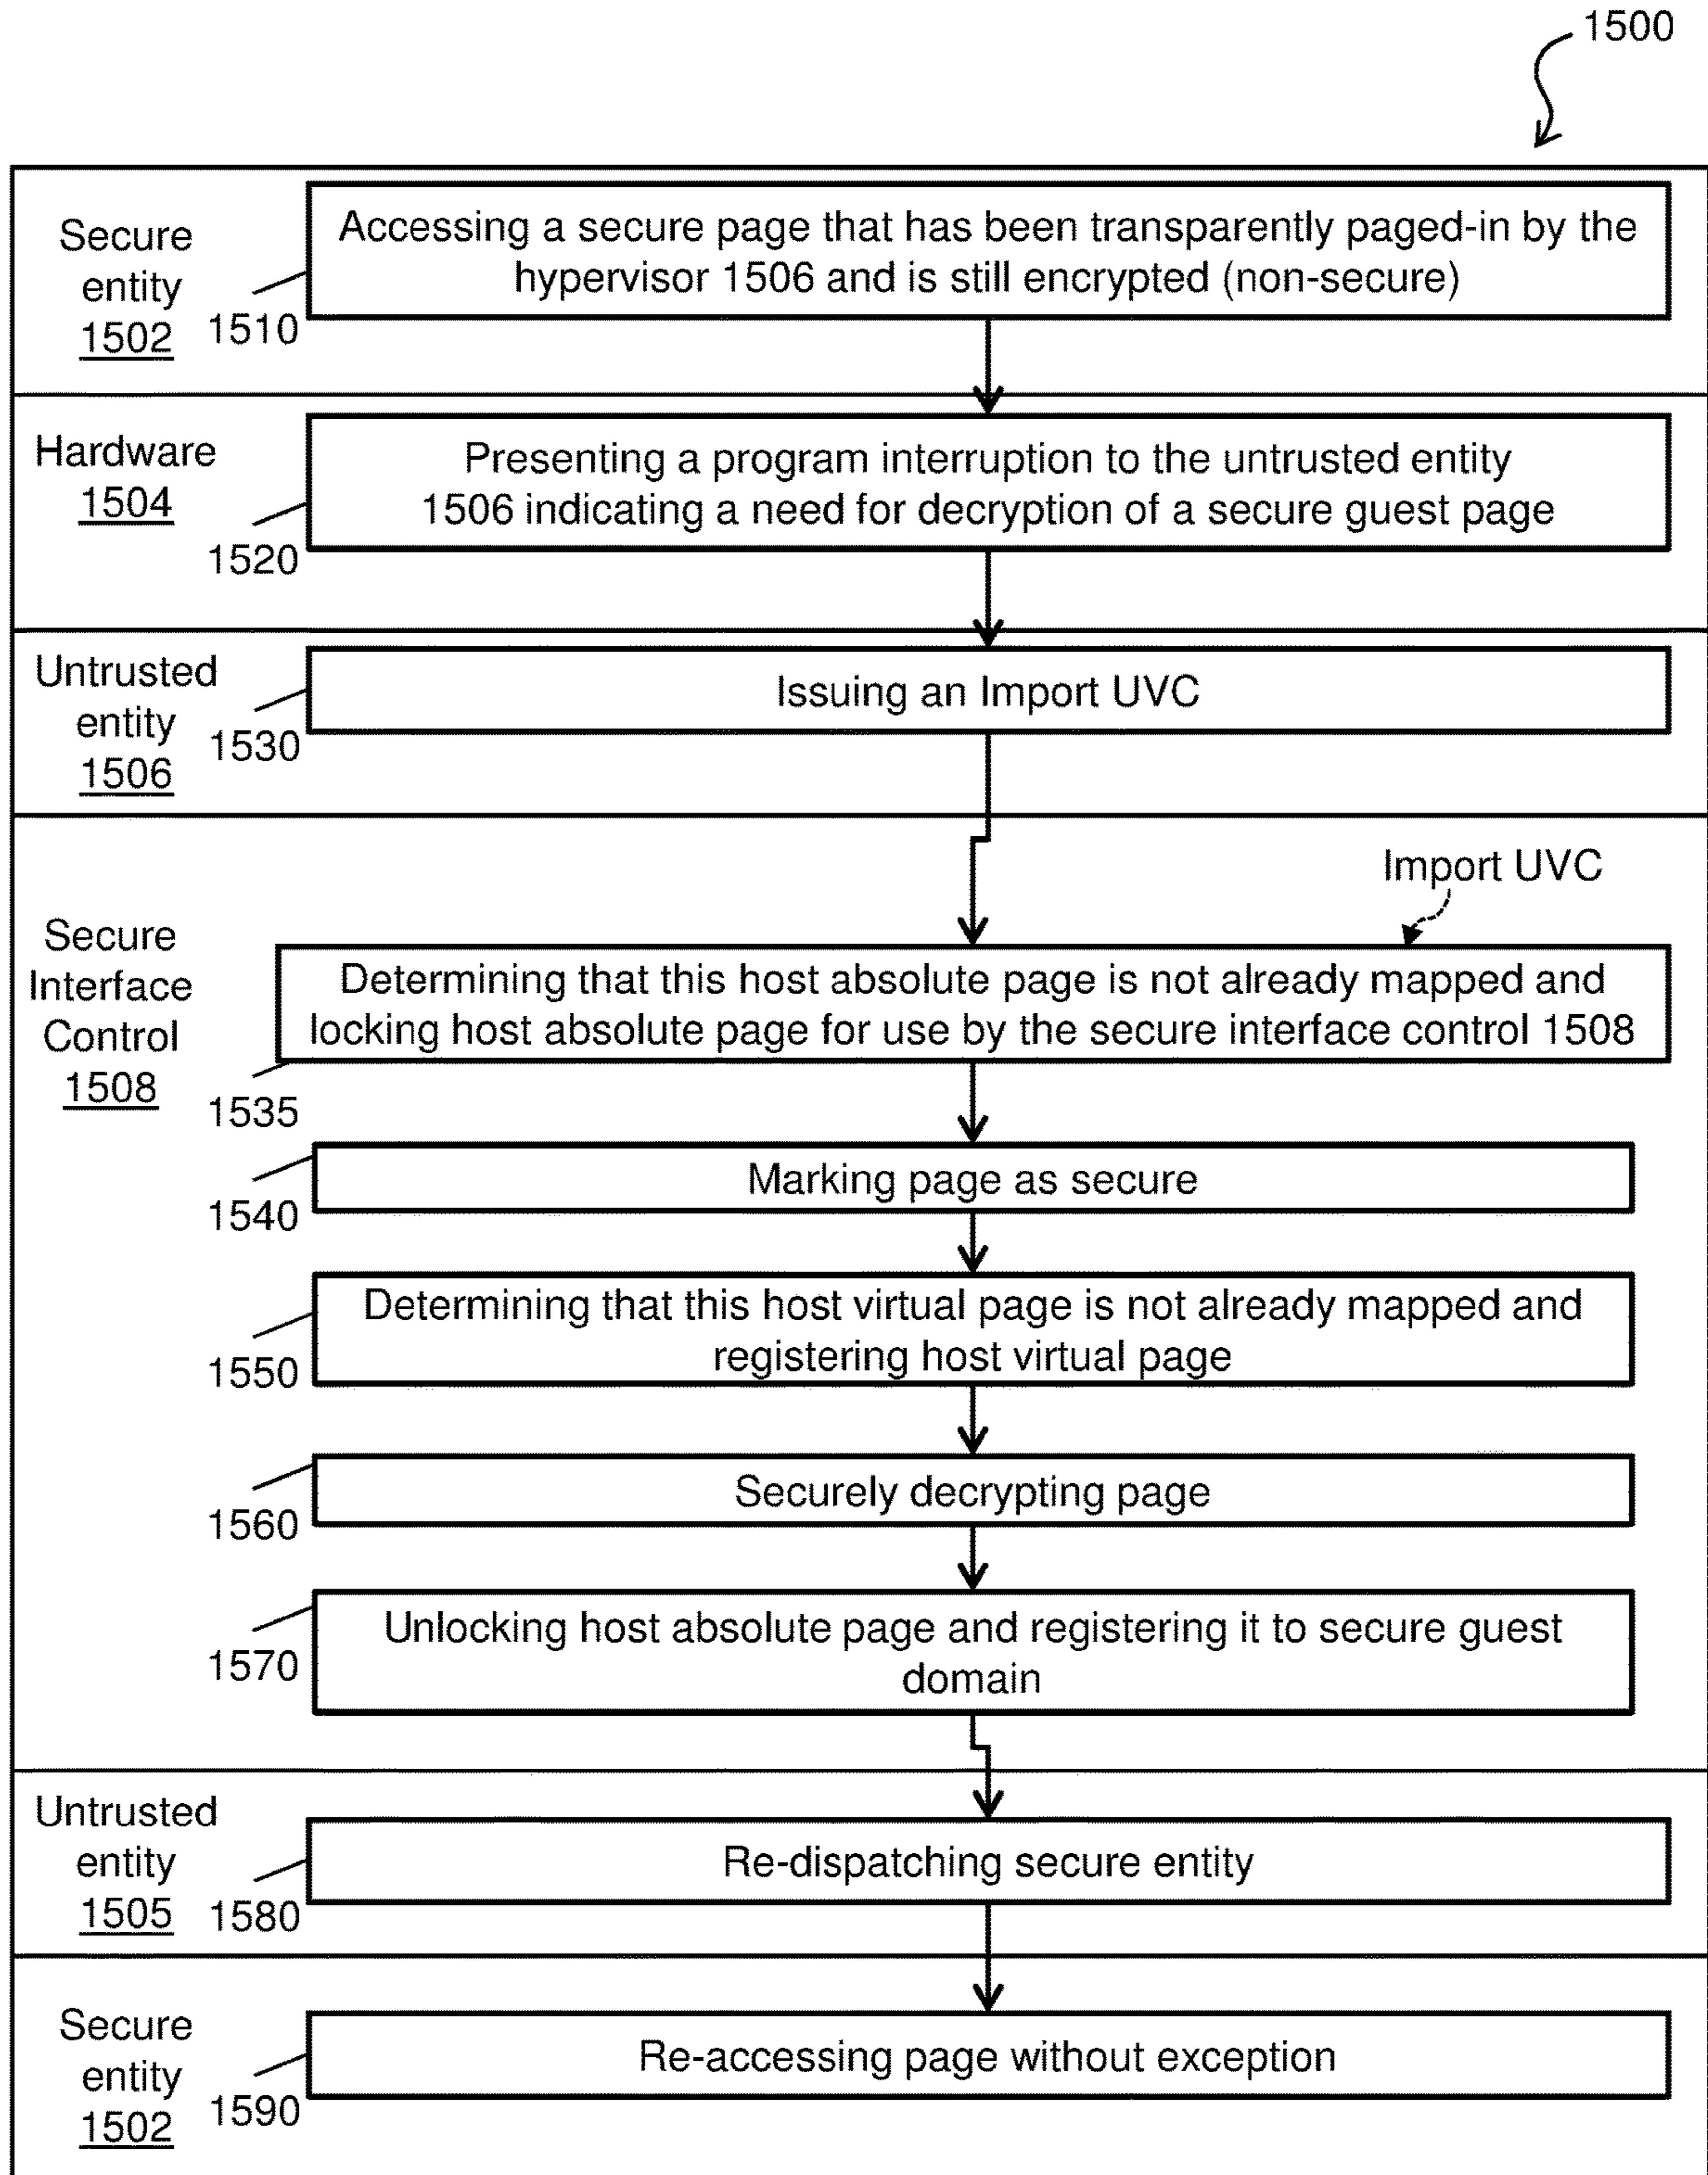 1500
Secure
entity
1502
1510
Accessing a secure page that has been transparently paged-in by the
hypervisor 1506 and is still encrypted (non-secure)
Hardware
1504
1520
Presenting a program interruption to the untrusted entity
1506 indicating a need for decryption of a secure guest page
Untrusted
entity
1506
1530
Issuing an Import UVC
Import UVC
Secure
Interface
Control
1508
1535
Determining that this host absolute page is not already mapped and
locking host absolute page for use by the secure interface control 1508
1540
Marking page as secure
1550
Determining that this host virtual page is not already mapped and
registering host virtual page
1560
Securely decrypting page
1570
Unlocking host absolute page and registering it to secure guest
domain
Untrusted
entity
1505
1580
Re-dispatching secure entity
Secure
entity
1502
1590
Re-accessing page without exception